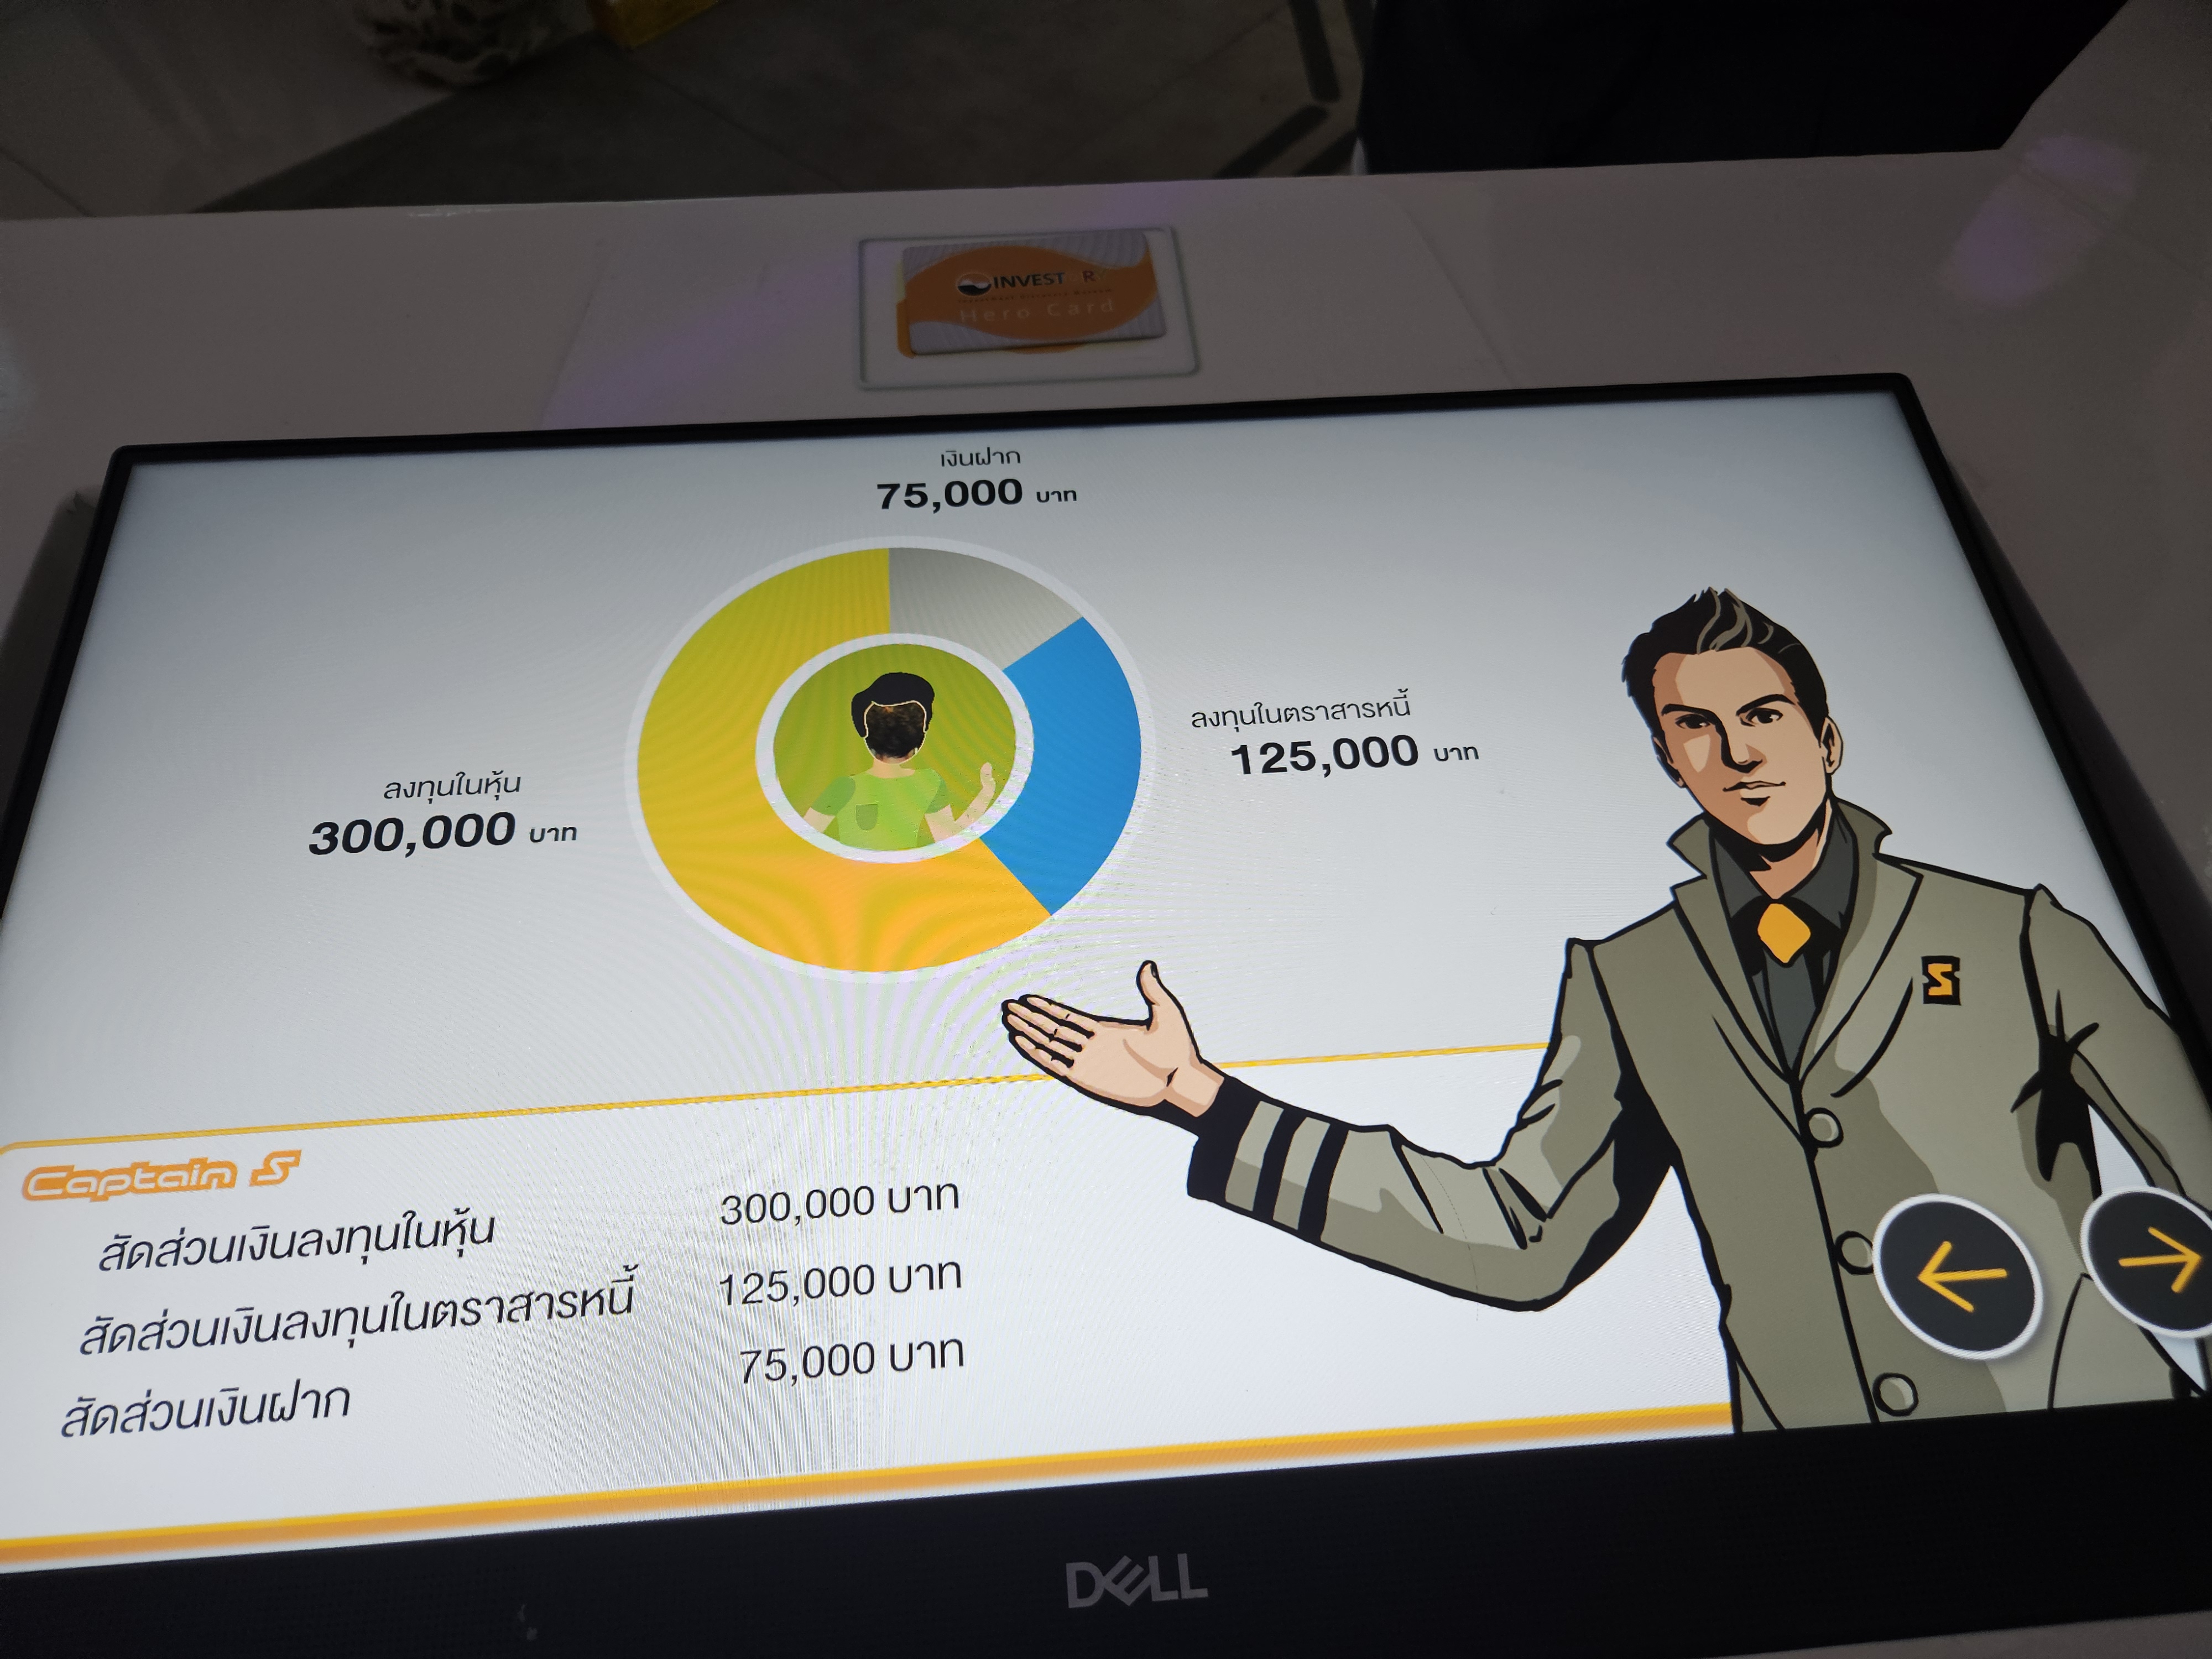 INVEST R
Hero Card
เงินฝาก
75,000 บาท
ลงทุนในตราสารหนี้
125,000 บาท
ลงทุนในหุ้น
300,000 บาท
S
Captain S
สัดส่วนเงินลงทุนในหุ้น 300,000 บาท
สัดส่วนเงินลงทุนในตราสารหนี้ 125,000 บาท
สัดส่วนเงินฝาก 75,000 บาท
DELL